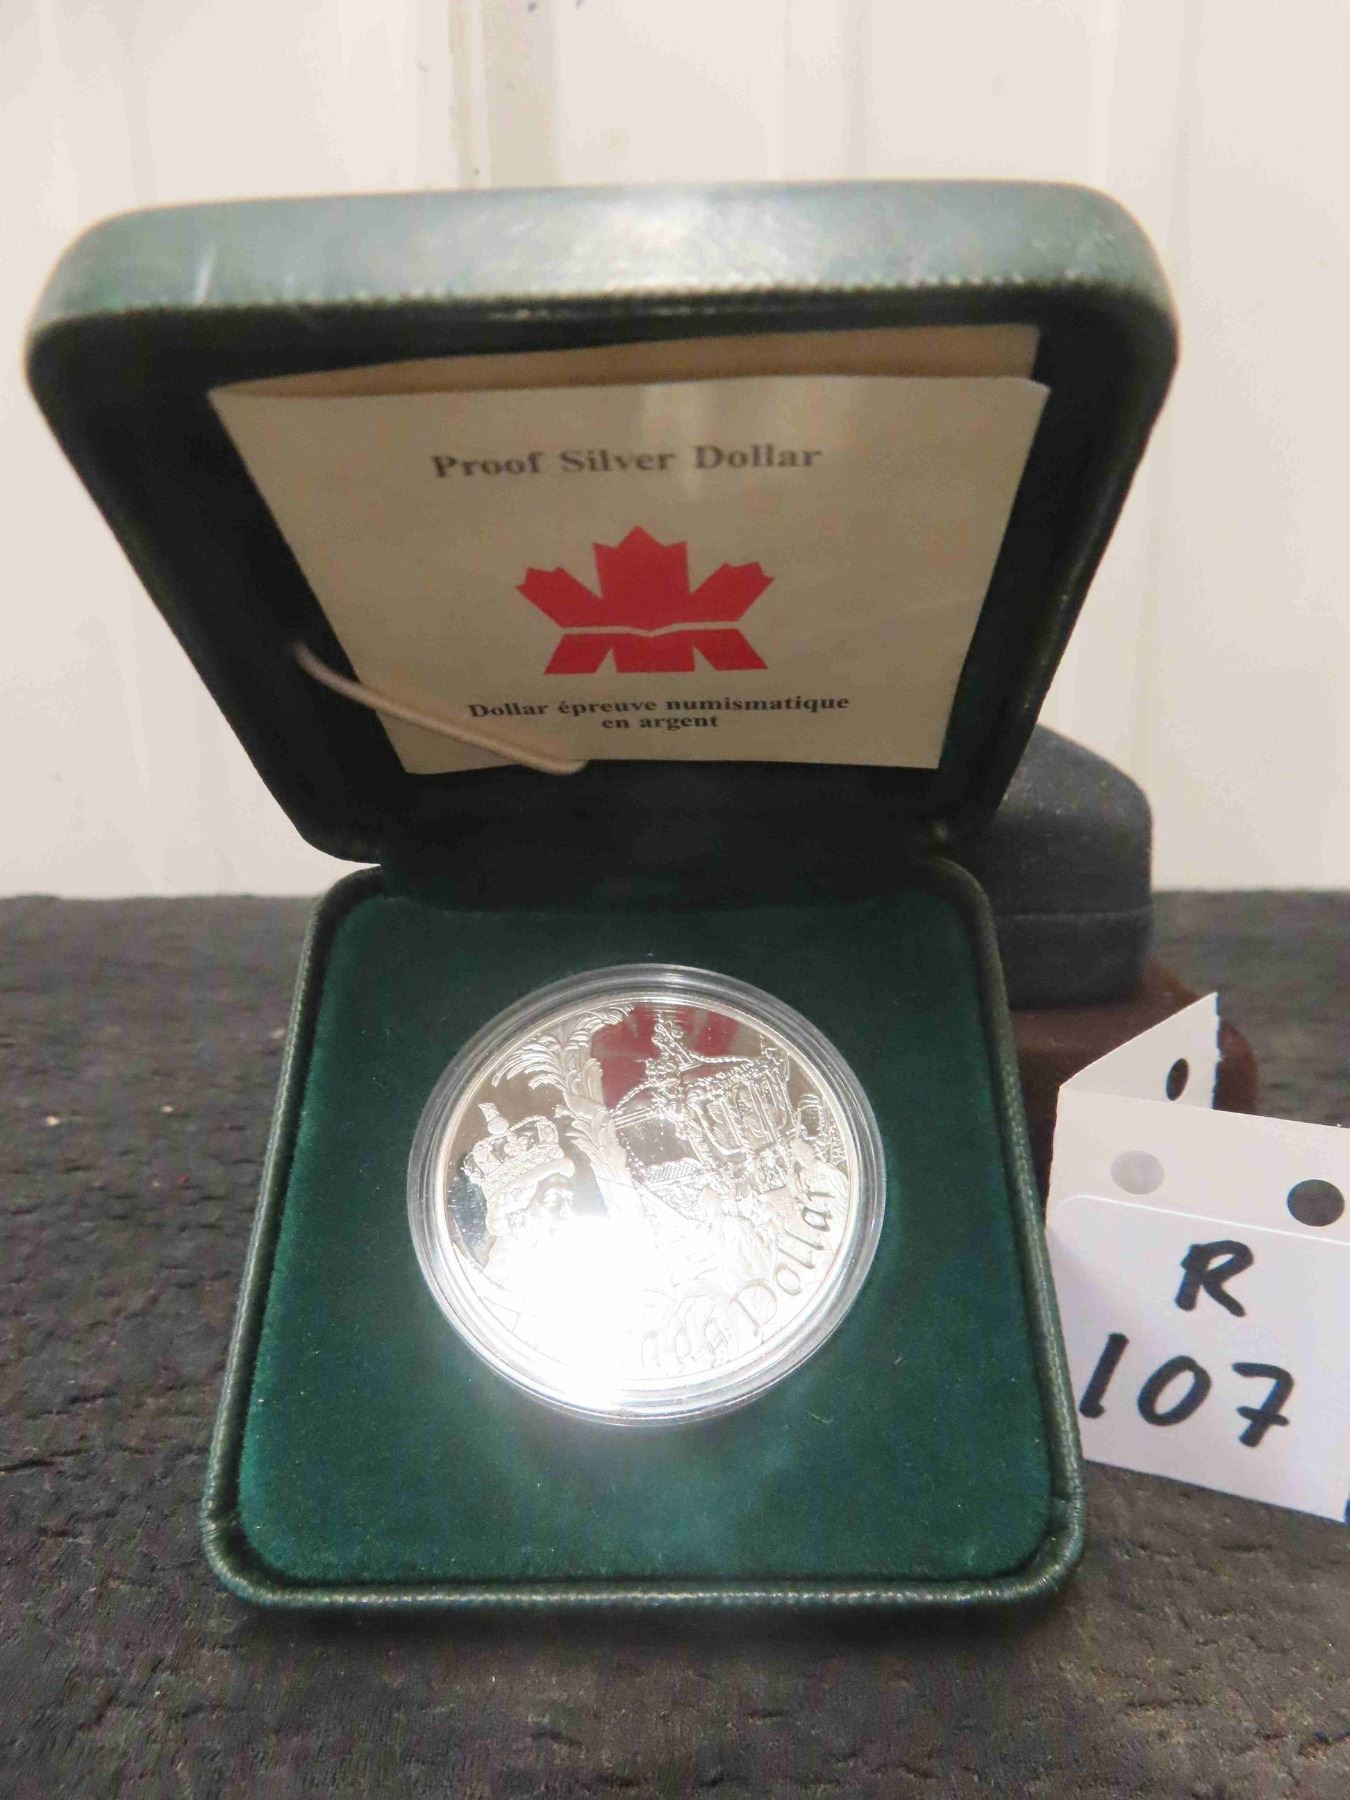 Proof Silver Dollar
Dollar épreuve numismatique
en argent
Dollar
R
107